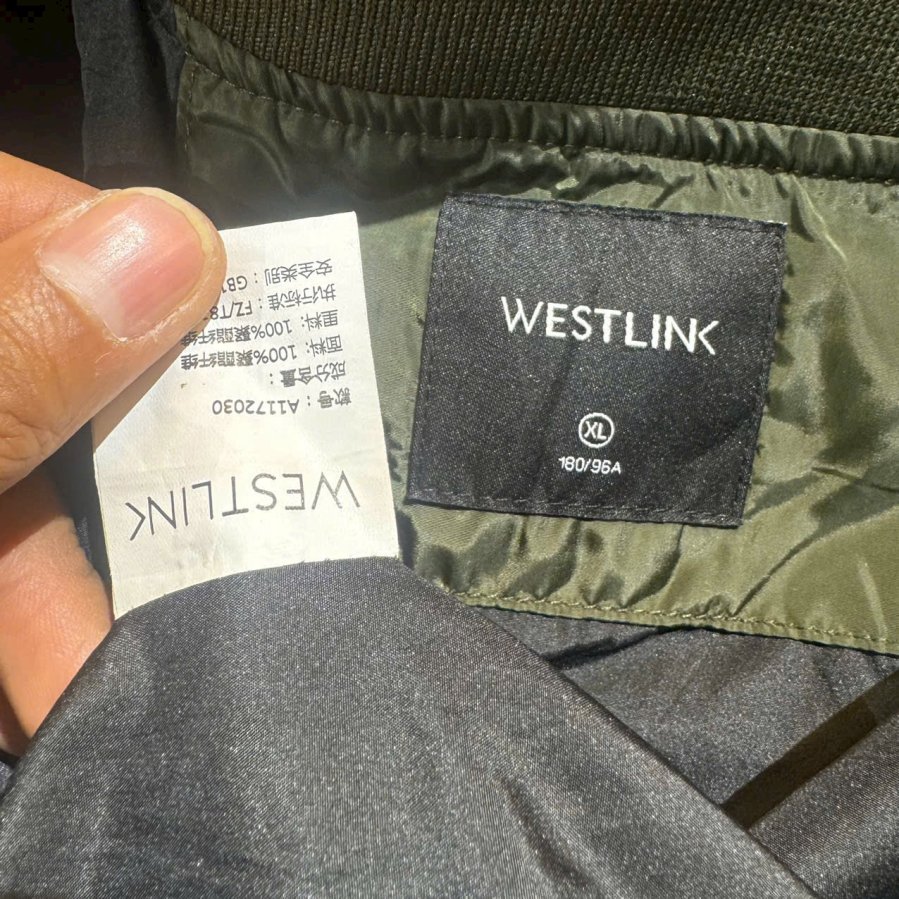 WESTLINK
XL
180/96A
WESTLINK
款号：A1172030
成分含量：
面料：100%聚酯纤维
里料：100%聚酯纤维
执行标准：FZ/T8
安全类别：GB1